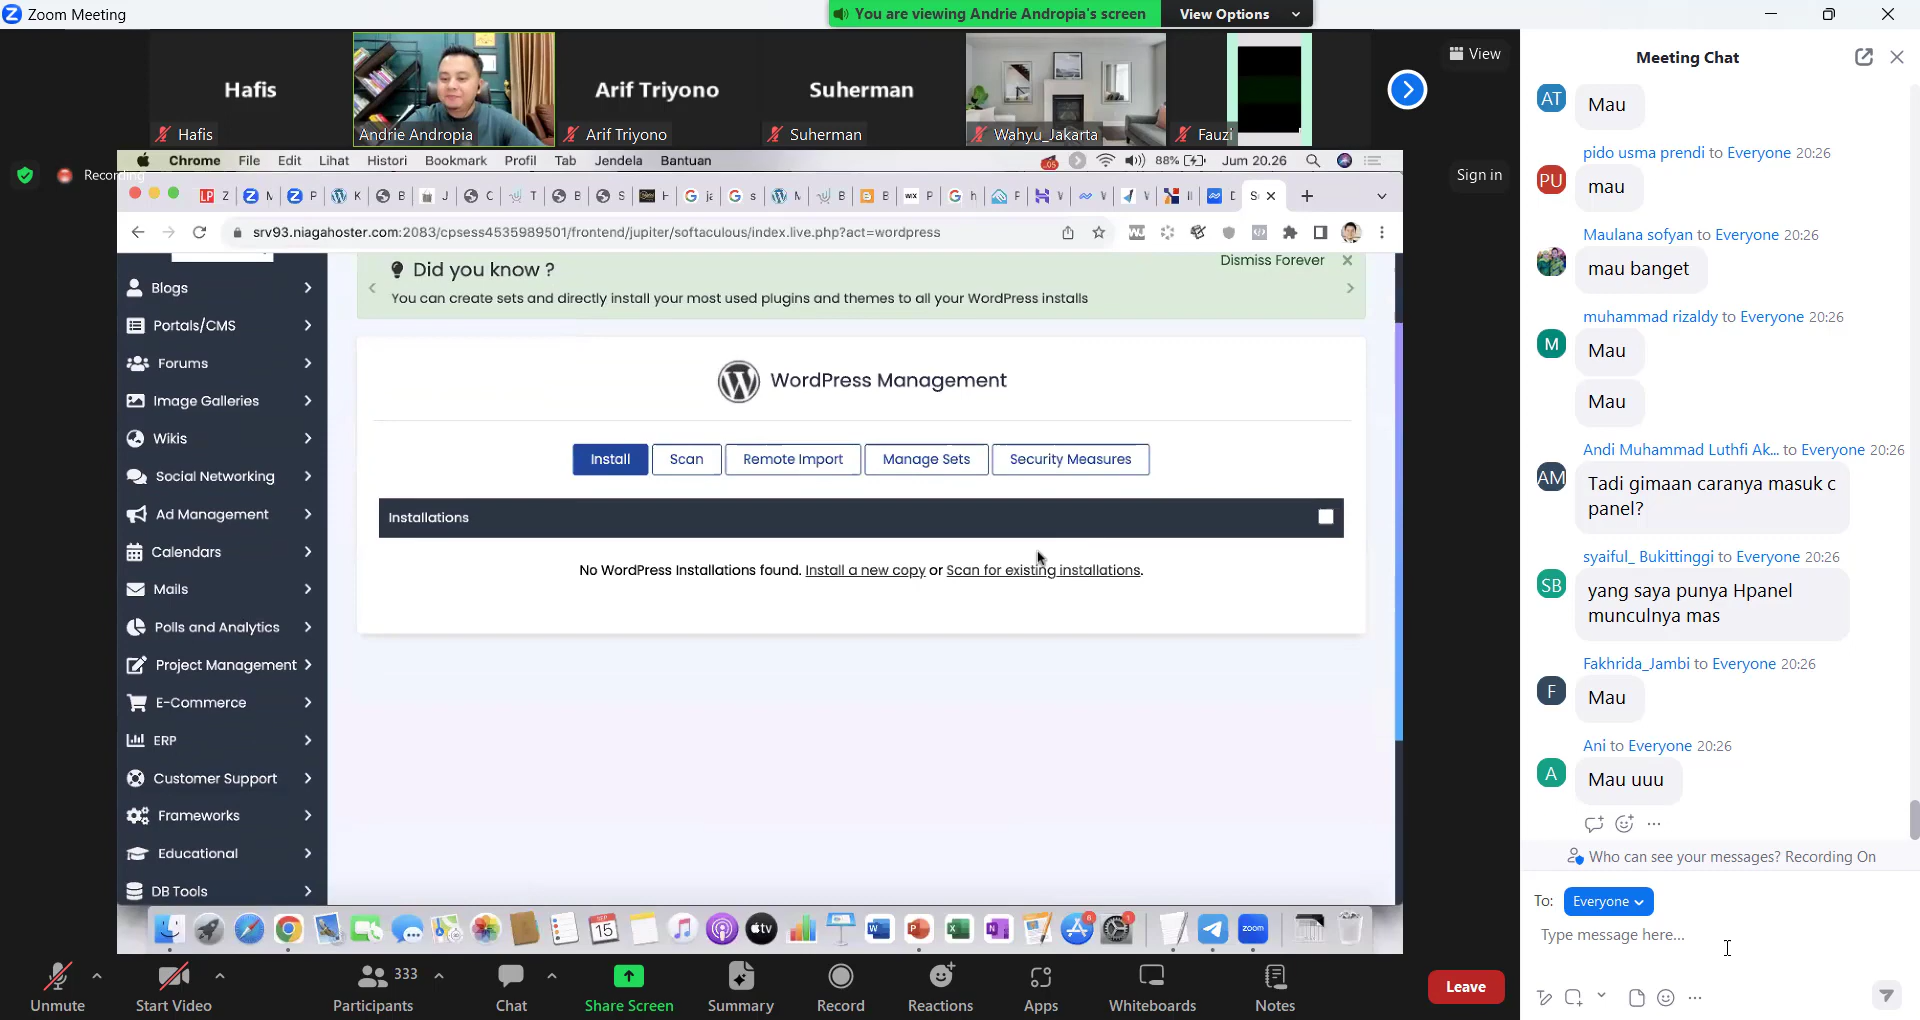 Zoom Meeting
You are viewing Andrie Andropia's screen
View Options
Hafis
Hafis
Andrie Andropia
Arif Triyono
Arif Triyono
Suherman
Suherman
Wahyu_Jakarta
Fauzi
View
Recording
Sign in
Chrome File Edit Lihat Histori Bookmark Profil Tab Jendela Bantuan
88% Jum 20.26
srv93.niagahoster.com:2083/cpsess4535989501/frontend/jupiter/softaculous/index.live.php?act=wordpress
Did you know ?
Dismiss Forever
You can create sets and directly install your most used plugins and themes to all your WordPress installs
Blogs
Portals/CMS
Forums
Image Galleries
Wikis
Social Networking
Ad Management
Calendars
Mails
Polls and Analytics
Project Management
E-Commerce
ERP
Customer Support
Frameworks
Educational
DB Tools
WordPress Management
Install
Scan
Remote Import
Manage Sets
Security Measures
Installations
No WordPress Installations found. Install a new copy or Scan for existing installations.
SEP
15
tv
zoom
Unmute
Start Video
333
Participants
Chat
Share Screen
Summary
Record
Reactions
Apps
Whiteboards
Notes
Leave
Meeting Chat
AT
Mau
pido usma prendi to Everyone 20:26
PU
mau
Maulana sofyan to Everyone 20:26
mau banget
muhammad rizaldy to Everyone 20:26
M
Mau
Mau
Andi Muhammad Luthfi Ak... to Everyone 20:26
AM
Tadi gimaan caranya masuk c
panel?
syaiful_ Bukittinggi to Everyone 20:26
SB
yang saya punya Hpanel
munculnya mas
Fakhrida_Jambi to Everyone 20:26
F
Mau
Ani to Everyone 20:26
A
Mau uuu
Who can see your messages? Recording On
To: Everyone
Type message here...